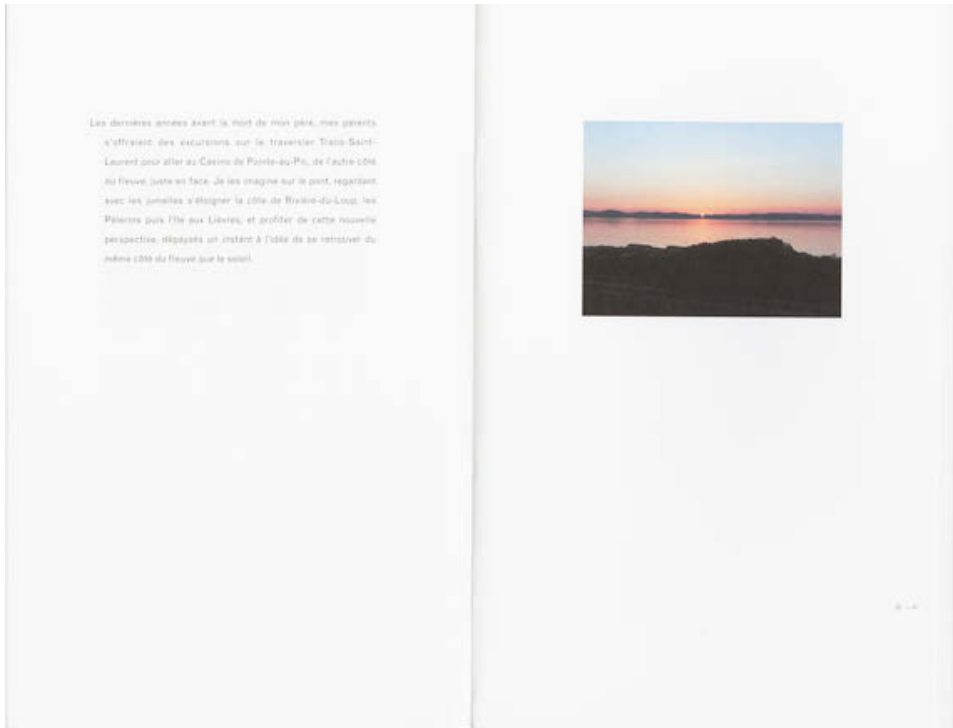 Les dernières années avant la mort de mon père, mes parents
s'offraient des excursions sur le traversier Trans-Saint-
Laurent pour aller au Casino de Pointe-au-Pic, de l'autre côté
du fleuve, juste en face. Je les imagine sur le pont, regardant
avec les jumelles s'éloigner la côte de Rivière-du-Loup, les
Pèlerins puis l'île aux Lièvres, et profiter de cette nouvelle
perspective, dépaysés un instant à l'idée de se retrouver du
même côté du fleuve que le soleil.